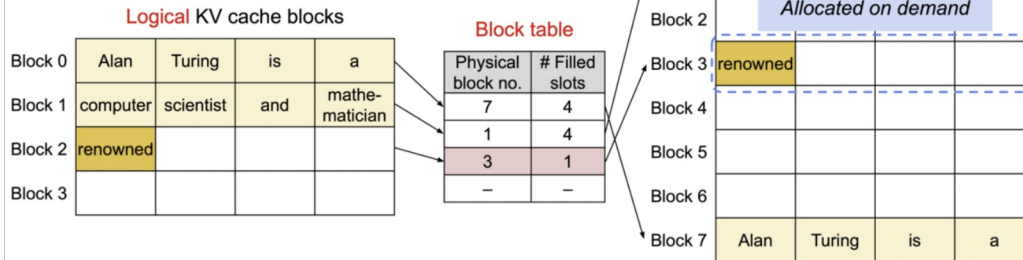 Logical KV cache blocks
Block 0 Alan Turing is a
Block 1 computer scientist and mathe-
matician
Block 2 renowned
Block 3
Block table
Physical # Filled
block no. slots
7 4
1 4
3 1
– –
Allocated on demand
Block 2
Block 3 renowned
Block 4
Block 5
Block 6
Block 7 Alan Turing is a